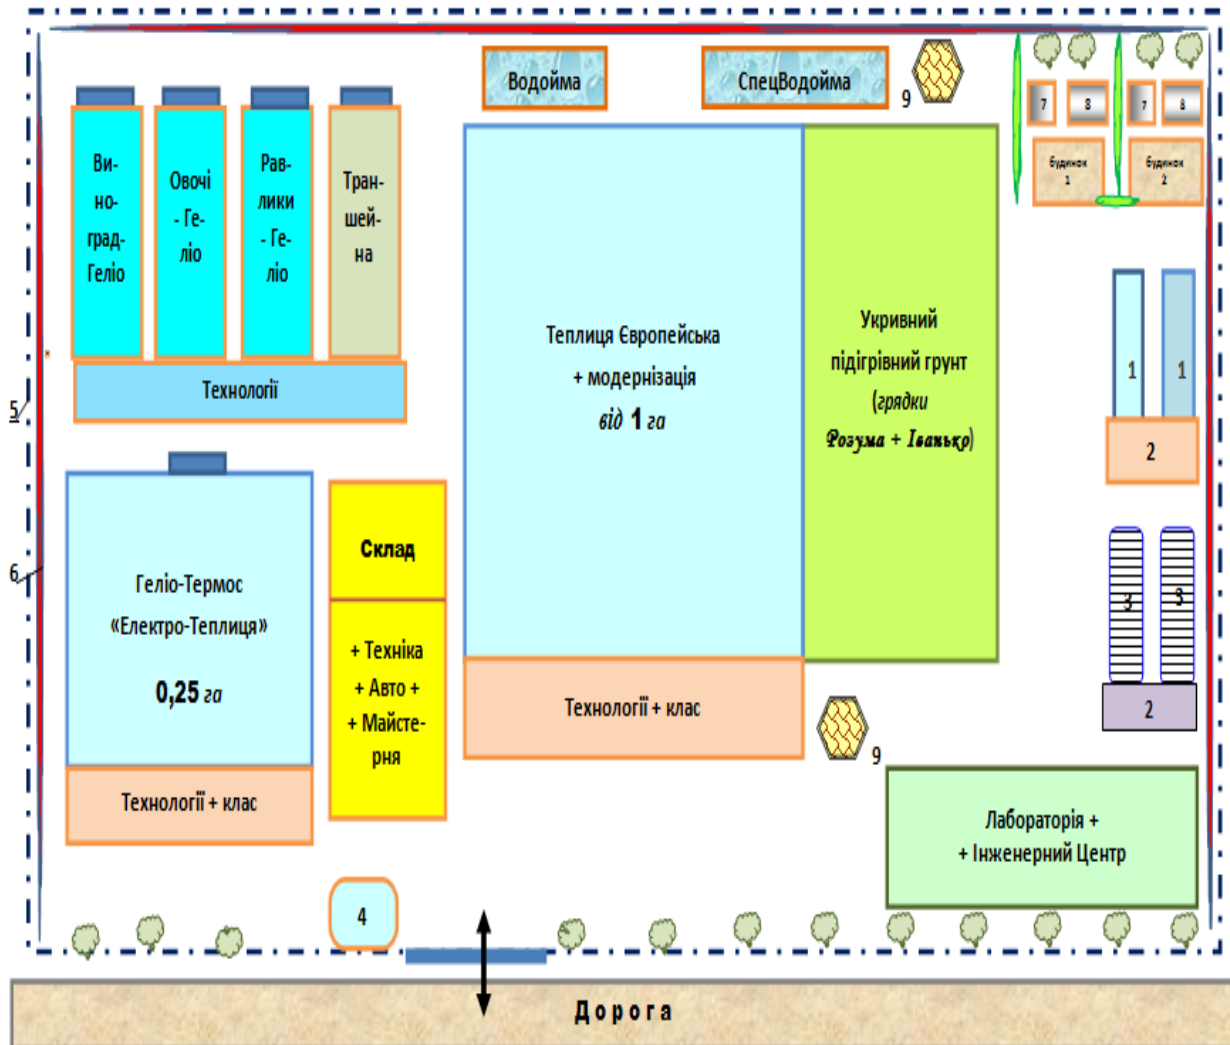 Водойма
СпецВодойма
9
7
8
7
8
будинок
1
будинок
2
Ви-
но-
град-
Геліо
Овочі
- Ге-
ліо
Рав-
лики
- Ге-
ліо
Тран-
шей-
на
Технології
5
Теплиця Європейська
+ модернізація
від 1 га
Укривний
підігрівний грунт
(грядки
Розума + Іванько)
1
1
2
3
3
2
6
Геліо-Термос
«Електро-Теплиця»
0,25 га
Технології + клас
Склад
+ Техніка
+ Авто +
+ Майсте-
рня
Технології + клас
9
Лабораторія +
+ Інженерний Центр
4
Дорога